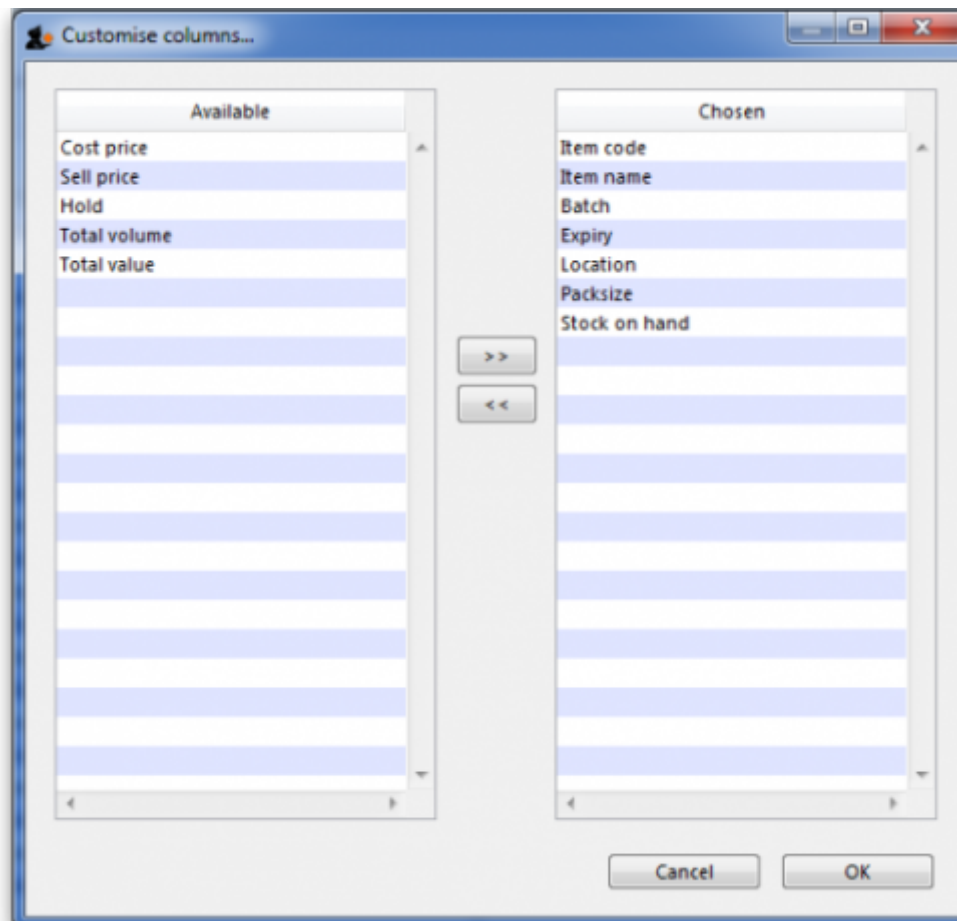 Customise columns...
Available
Cost price
Sell price
Hold
Total volume
Total value
>>
<<
Chosen
Item code
Item name
Batch
Expiry
Location
Packsize
Stock on hand
Cancel
OK